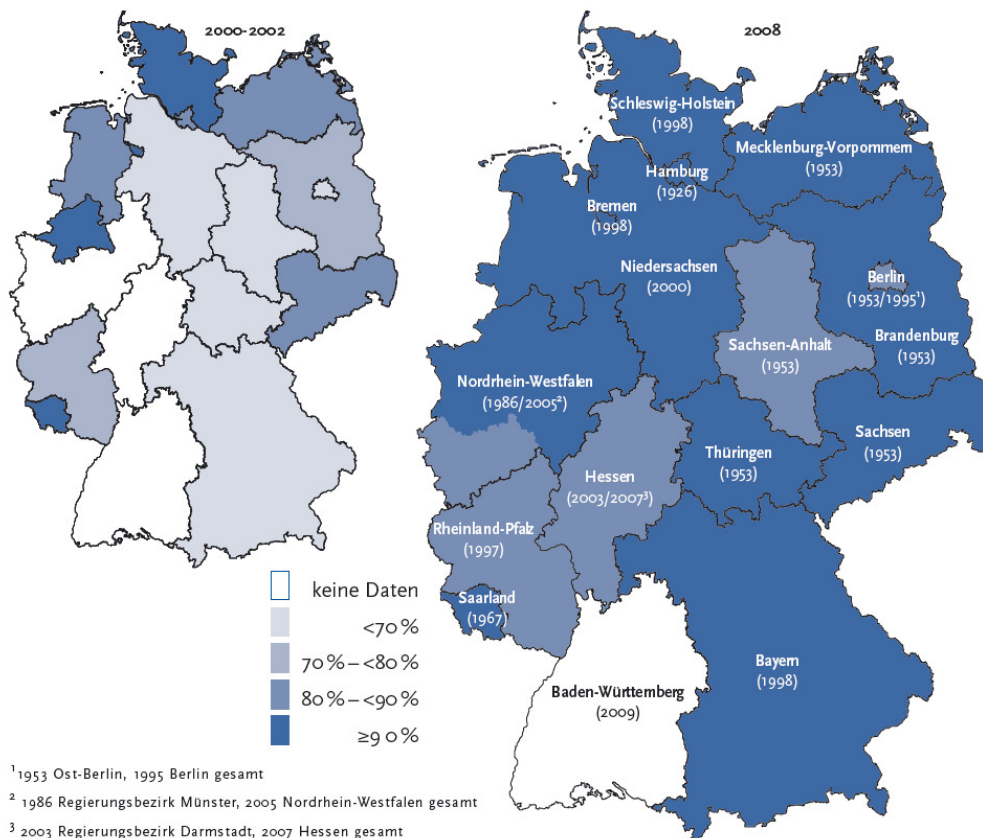 2000-2002
2008
Schleswig-Holstein
(1998)
Mecklenburg-Vorpommern
(1953)
Hamburg
(1926)
Bremen
(1998)
Niedersachsen
(2000)
Berlin
(1953/1995¹)
Brandenburg
(1953)
Sachsen-Anhalt
(1953)
Nordrhein-Westfalen
(1986/2005²)
Sachsen
(1953)
Thüringen
(1953)
Hessen
(2003/2007³)
Rheinland-Pfalz
(1997)
Saarland
(1967)
Bayern
(1998)
Baden-Württemberg
(2009)
keine Daten
<70 %
70 % – <80 %
80 % – <90 %
≥90 %
¹1953 Ost-Berlin, 1995 Berlin gesamt
² 1986 Regierungsbezirk Münster, 2005 Nordrhein-Westfalen gesamt
³ 2003 Regierungsbezirk Darmstadt, 2007 Hessen gesamt